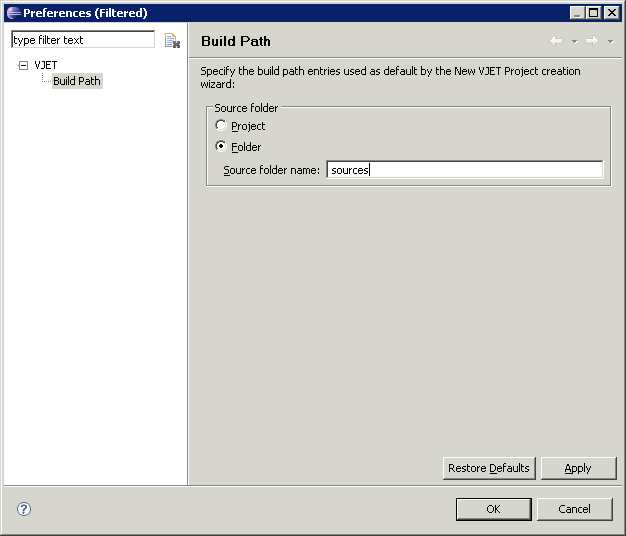 Preferences (Filtered)
type filter text
VJET
Build Path
Build Path
Specify the build path entries used as default by the New VJET Project creation
wizard:
Source folder
Project
Folder
Source folder name: sources
Restore Defaults Apply
? OK Cancel